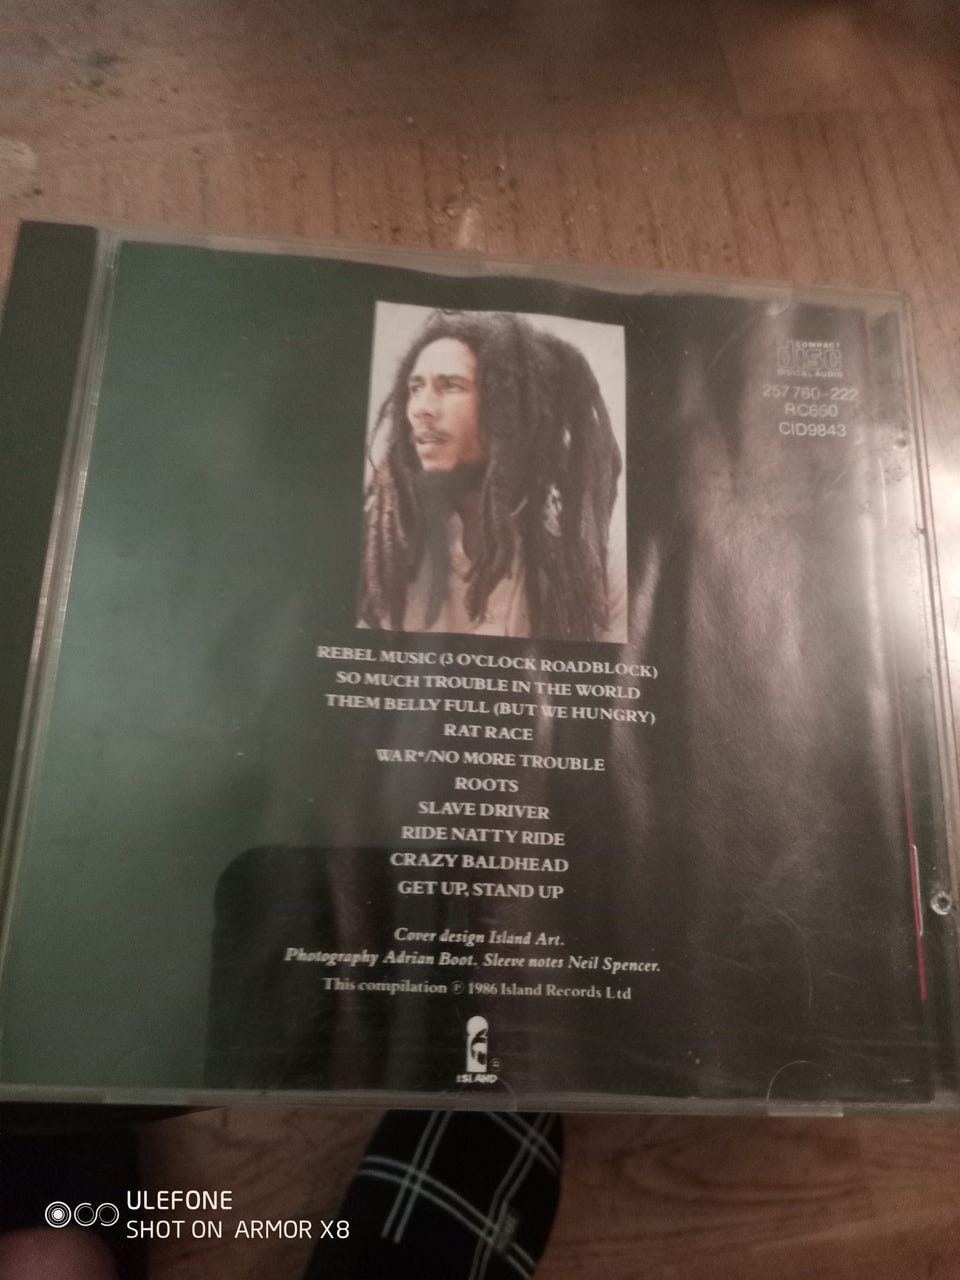 COMPACT
disc
DIGITAL AUDIO
257 760-222
RC650
CID9843
REBEL MUSIC (3 O'CLOCK ROADBLOCK)
SO MUCH TROUBLE IN THE WORLD
THEM BELLY FULL (BUT WE HUNGRY)
RAT RACE
WAR*/NO MORE TROUBLE
ROOTS
SLAVE DRIVER
RIDE NATTY RIDE
CRAZY BALDHEAD
GET UP, STAND UP
Cover design Island Art.
Photography Adrian Boot. Sleeve notes Neil Spencer.
This compilation ℗ 1986 Island Records Ltd
®
ISLAND
ULEFONE
SHOT ON ARMOR X8